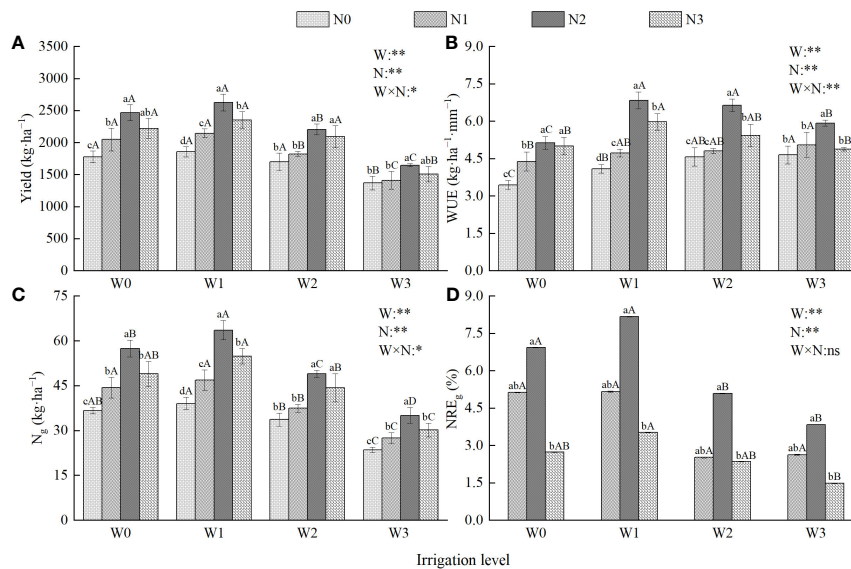 N0 N1 N2 N3
A
Yield (kg·ha⁻¹)
3500
3000
2500
2000
1500
1000
500
0
W:**
N:**
W×N:*
cA bA aA abA
dA cA aA bA
bA bB aB aA
bB bB aC abB
W0 W1 W2 W3
B
WUE (kg·ha⁻¹·mm⁻¹)
9.0
7.5
6.0
4.5
3.0
1.5
0.0
W:**
N:**
W×N:**
cC bB aC aB
dB cAB aA bA
cAB cAB aA bAB
bA bA aB bB
W0 W1 W2 W3
C
Ng (kg·ha⁻¹)
75
60
45
30
15
0
W:**
N:**
W×N:*
cAB bA aB bAB
dA cA aA bA
bB bB aC aB
cC bC aD bC
W0 W1 W2 W3
D
NREg (%)
9.0
7.5
6.0
4.5
3.0
1.5
0.0
W:**
N:**
W×N:ns
abA aA bAB
abA aA bA
abA aB bAB
abA aB bB
W0 W1 W2 W3
Irrigation level